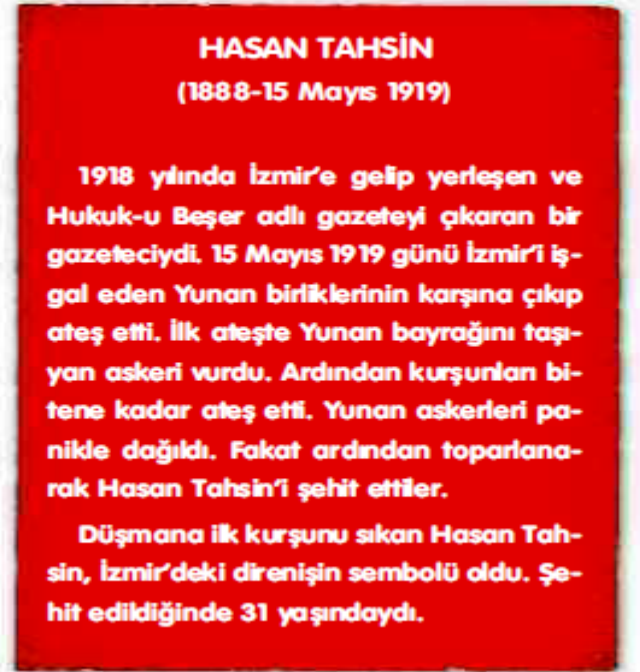 HASAN TAHSİN
(1888-15 Mayıs 1919)
1918 yılında İzmir'e gelip yerleşen ve
Hukuk-u Beşer adlı gazeteyi çıkaran bir
gazeteciydi. 15 Mayıs 1919 günü İzmir'i iş-
gal eden Yunan birliklerinin karşına çıkıp
ateş etti. İlk ateşte Yunan bayrağını taşı-
yan askeri vurdu. Ardından kurşunları bi-
tene kadar ateş etti. Yunan askerleri pa-
nikle dağıldı. Fakat ardından toparlana-
rak Hasan Tahsin'i şehit ettiler.
Düşmana ilk kurşunu sıkan Hasan Tah-
sin, İzmir'deki direnişin sembolü oldu. Şe-
hit edildiğinde 31 yaşındaydı.